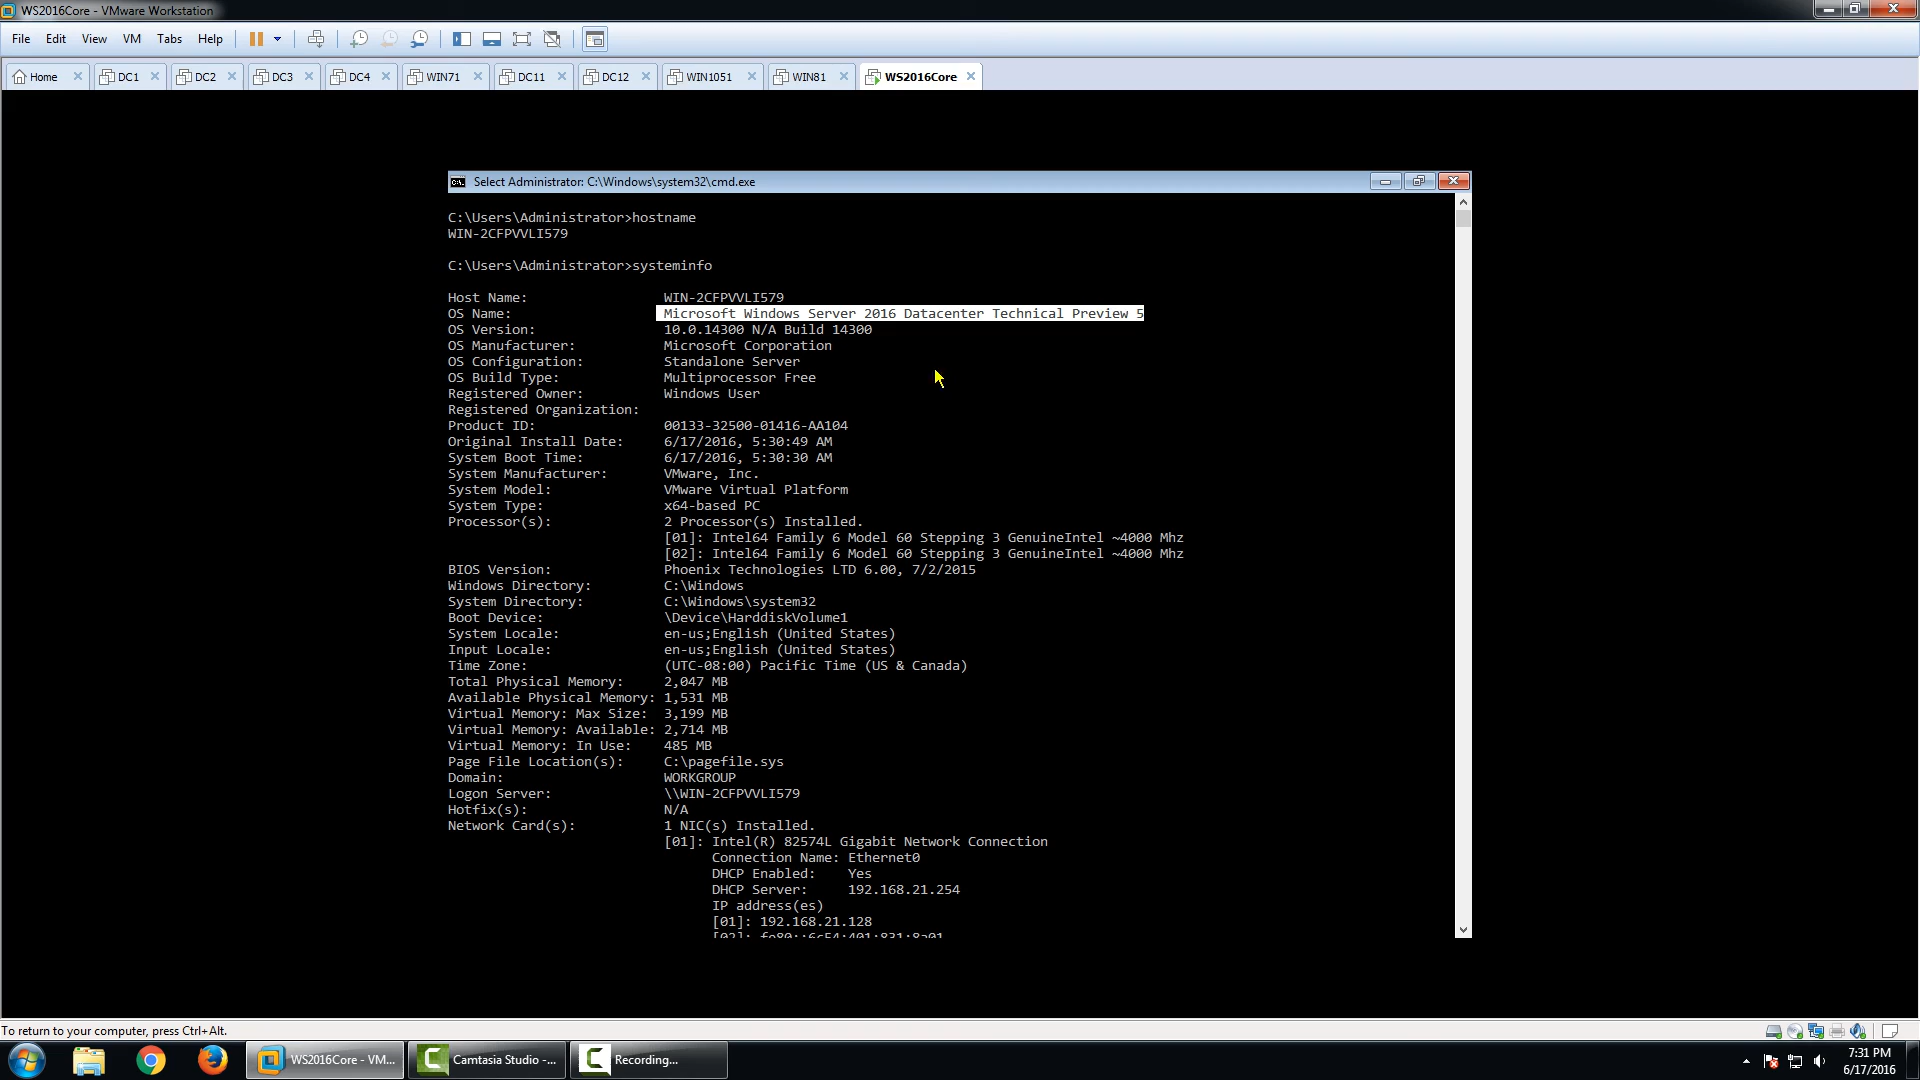 WS2016Core - VMware Workstation
File Edit View VM Tabs Help
Home DC1 DC2 DC3 DC4 WIN71 DC11 DC12 WIN1051 WIN81 WS2016Core
Select Administrator: C:\Windows\system32\cmd.exe
C:\Users\Administrator>hostname
WIN-2CFPVVLI579
C:\Users\Administrator>systeminfo
Host Name: WIN-2CFPVVLI579
OS Name: Microsoft Windows Server 2016 Datacenter Technical Preview 5
OS Version: 10.0.14300 N/A Build 14300
OS Manufacturer: Microsoft Corporation
OS Configuration: Standalone Server
OS Build Type: Multiprocessor Free
Registered Owner: Windows User
Registered Organization:
Product ID: 00133-32500-01416-AA104
Original Install Date: 6/17/2016, 5:30:49 AM
System Boot Time: 6/17/2016, 5:30:30 AM
System Manufacturer: VMware, Inc.
System Model: VMware Virtual Platform
System Type: x64-based PC
Processor(s): 2 Processor(s) Installed.
[01]: Intel64 Family 6 Model 60 Stepping 3 GenuineIntel ~4000 Mhz
[02]: Intel64 Family 6 Model 60 Stepping 3 GenuineIntel ~4000 Mhz
BIOS Version: Phoenix Technologies LTD 6.00, 7/2/2015
Windows Directory: C:\Windows
System Directory: C:\Windows\system32
Boot Device: \Device\HarddiskVolume1
System Locale: en-us;English (United States)
Input Locale: en-us;English (United States)
Time Zone: (UTC-08:00) Pacific Time (US & Canada)
Total Physical Memory: 2,047 MB
Available Physical Memory: 1,531 MB
Virtual Memory: Max Size: 3,199 MB
Virtual Memory: Available: 2,714 MB
Virtual Memory: In Use: 485 MB
Page File Location(s): C:\pagefile.sys
Domain: WORKGROUP
Logon Server: \\WIN-2CFPVVLI579
Hotfix(s): N/A
Network Card(s): 1 NIC(s) Installed.
[01]: Intel(R) 82574L Gigabit Network Connection
Connection Name: Ethernet0
DHCP Enabled: Yes
DHCP Server: 192.168.21.254
IP address(es)
[01]: 192.168.21.128
[02]:
To return to your computer, press Ctrl+Alt.
WS2016Core - VM... Camtasia Studio -... Recording...
7:31 PM
6/17/2016